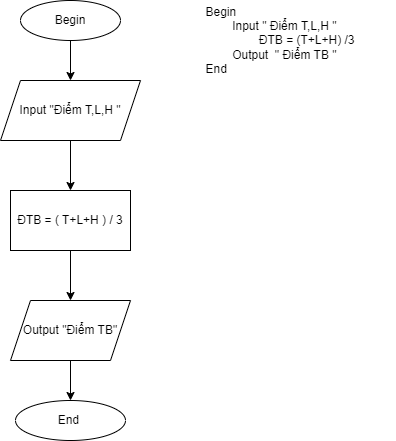 Begin
Input "Điểm T,L,H "
ĐTB = ( T+L+H ) / 3
Output "Điểm TB"
End
Begin
Input " Điểm T,L,H "
ĐTB = (T+L+H) /3
Output  " Điểm TB "
End